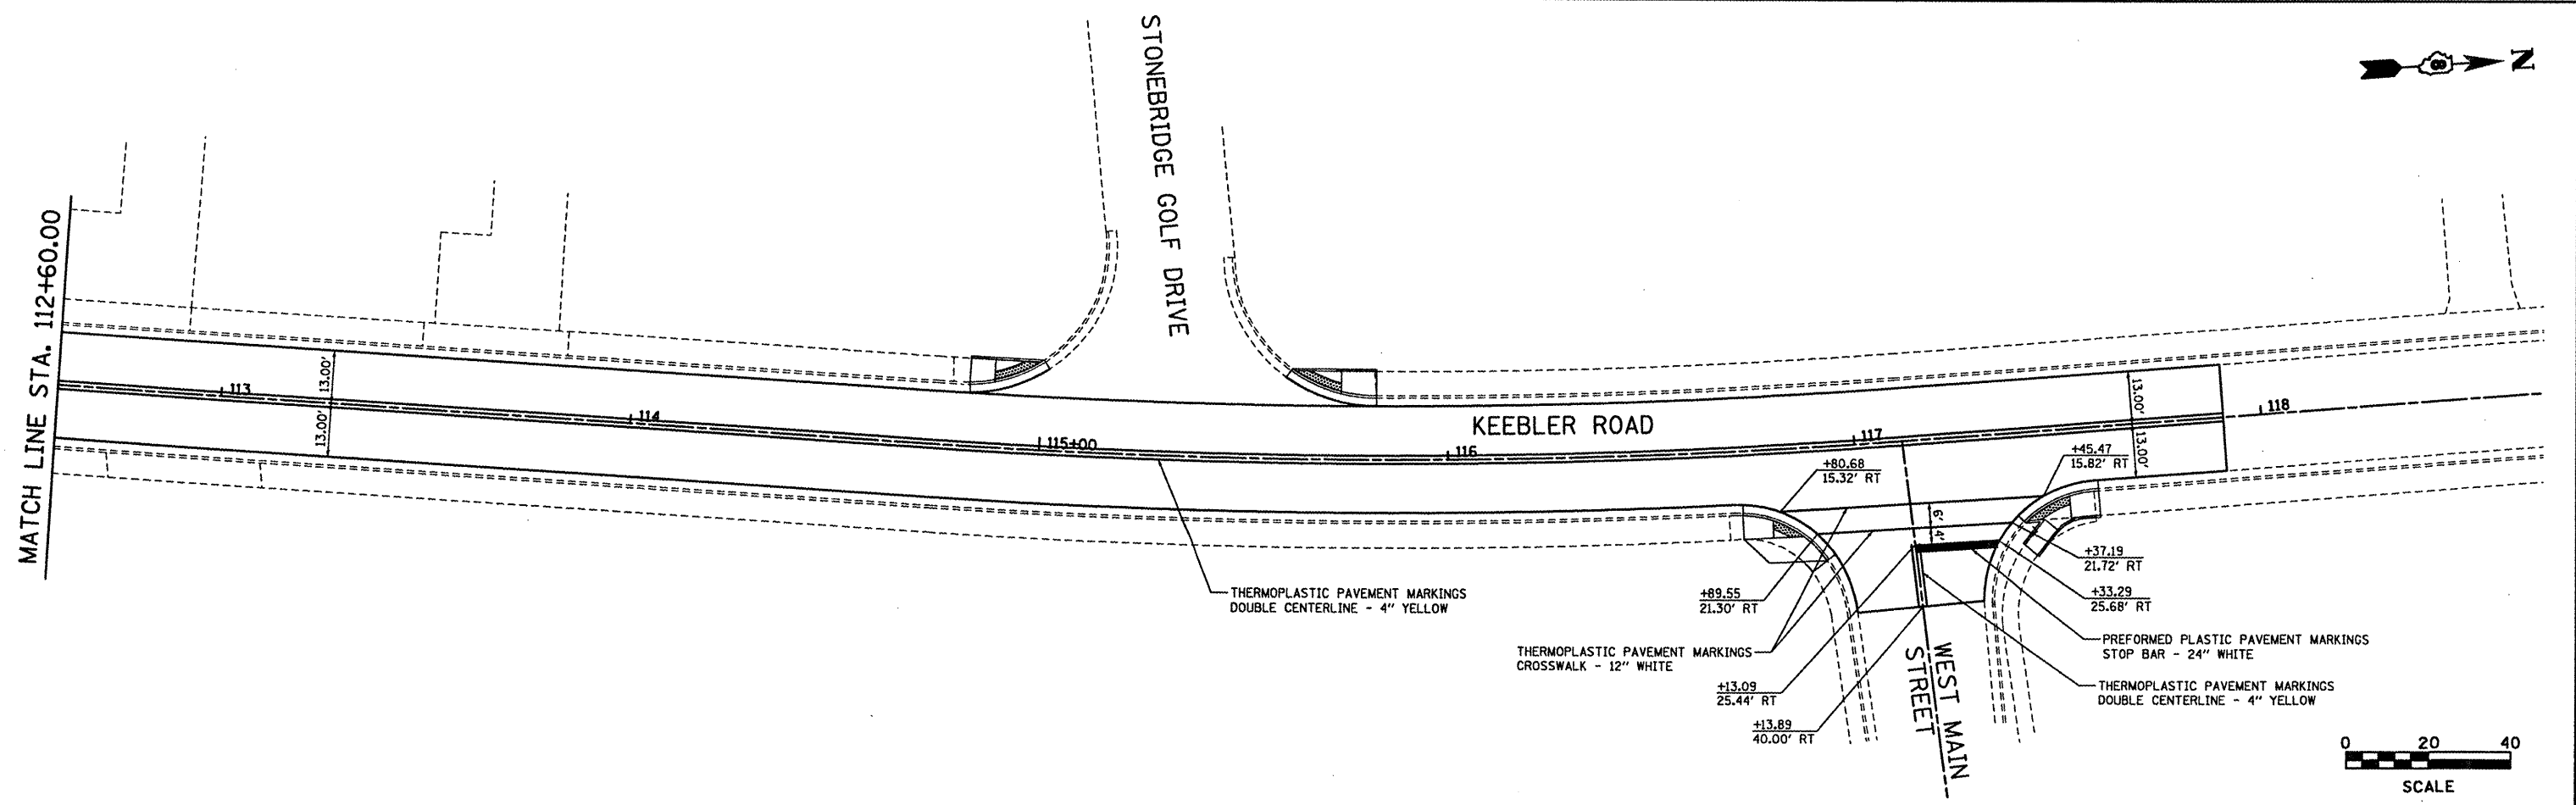 STONEBRIDGE GOLF DRIVE
8
N
MATCH LINE STA. 112+60.00
13.00'
13.00'
113
114
115+00
116
117
118
KEEBLER ROAD
13.00'
13.00'
+80.68
15.32' RT
+45.47
15.82' RT
6'
4'
+37.19
21.72' RT
+33.29
25.68' RT
+89.55
21.30' RT
THERMOPLASTIC PAVEMENT MARKINGS
DOUBLE CENTERLINE - 4" YELLOW
THERMOPLASTIC PAVEMENT MARKINGS
CROSSWALK - 12" WHITE
PREFORMED PLASTIC PAVEMENT MARKINGS
STOP BAR - 24" WHITE
+13.09
25.44' RT
+13.89
40.00' RT
WEST MAIN
STREET
THERMOPLASTIC PAVEMENT MARKINGS
DOUBLE CENTERLINE - 4" YELLOW
0 20 40
SCALE